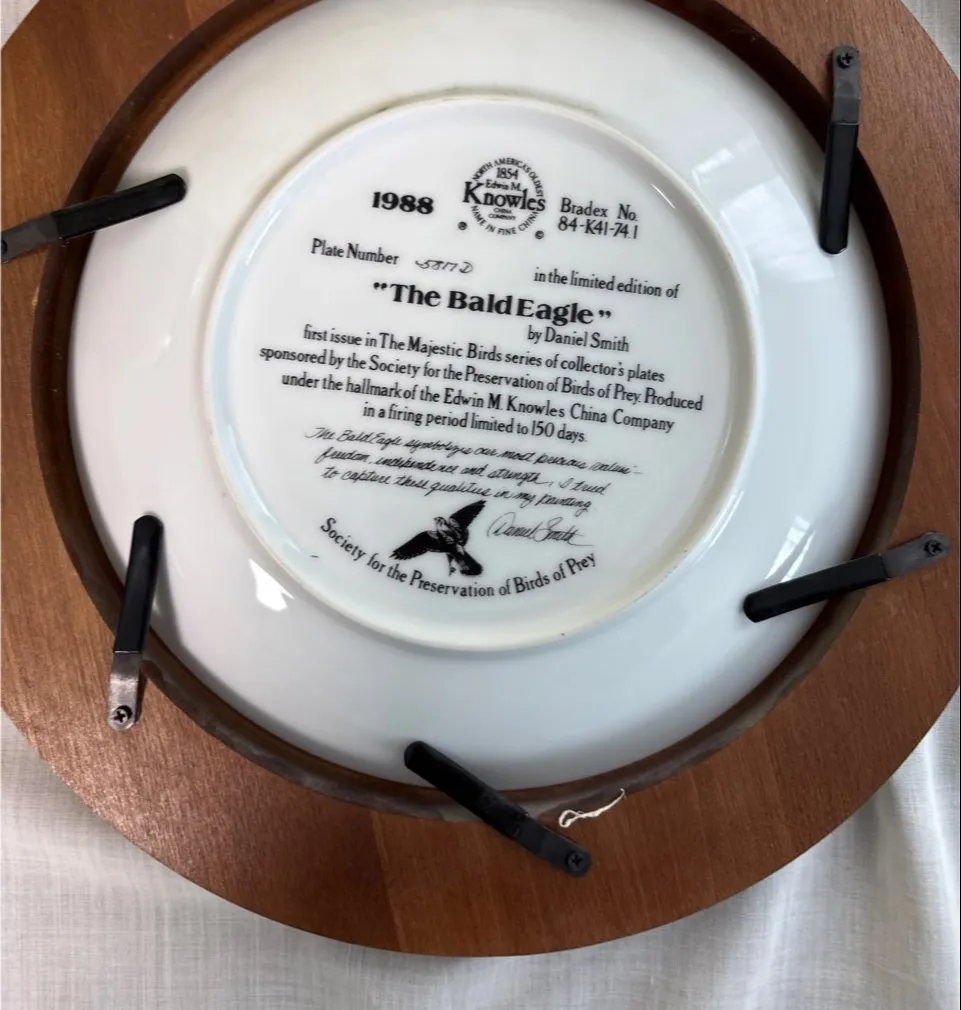 1988
NORTH AMERICA'S OLDEST
1854
Edwin M.
Knowles
CHINA
COMPANY
NAME IN FINE CHINA
® ©
Bradex No.
84-K41-74.1
Plate Number 5817D in the limited edition of
"The Bald Eagle"
by Daniel Smith
first issue in The Majestic Birds series of collector's plates
sponsored by the Society for the Preservation of Birds of Prey. Produced
under the hallmark of the Edwin M. Knowles China Company
in a firing period limited to 150 days.
The Bald Eagle symbolizes our most precious values –
freedom, independence and strength, I tried
to capture these qualities in my painting.
Daniel Smith
Society for the Preservation of Birds of Prey